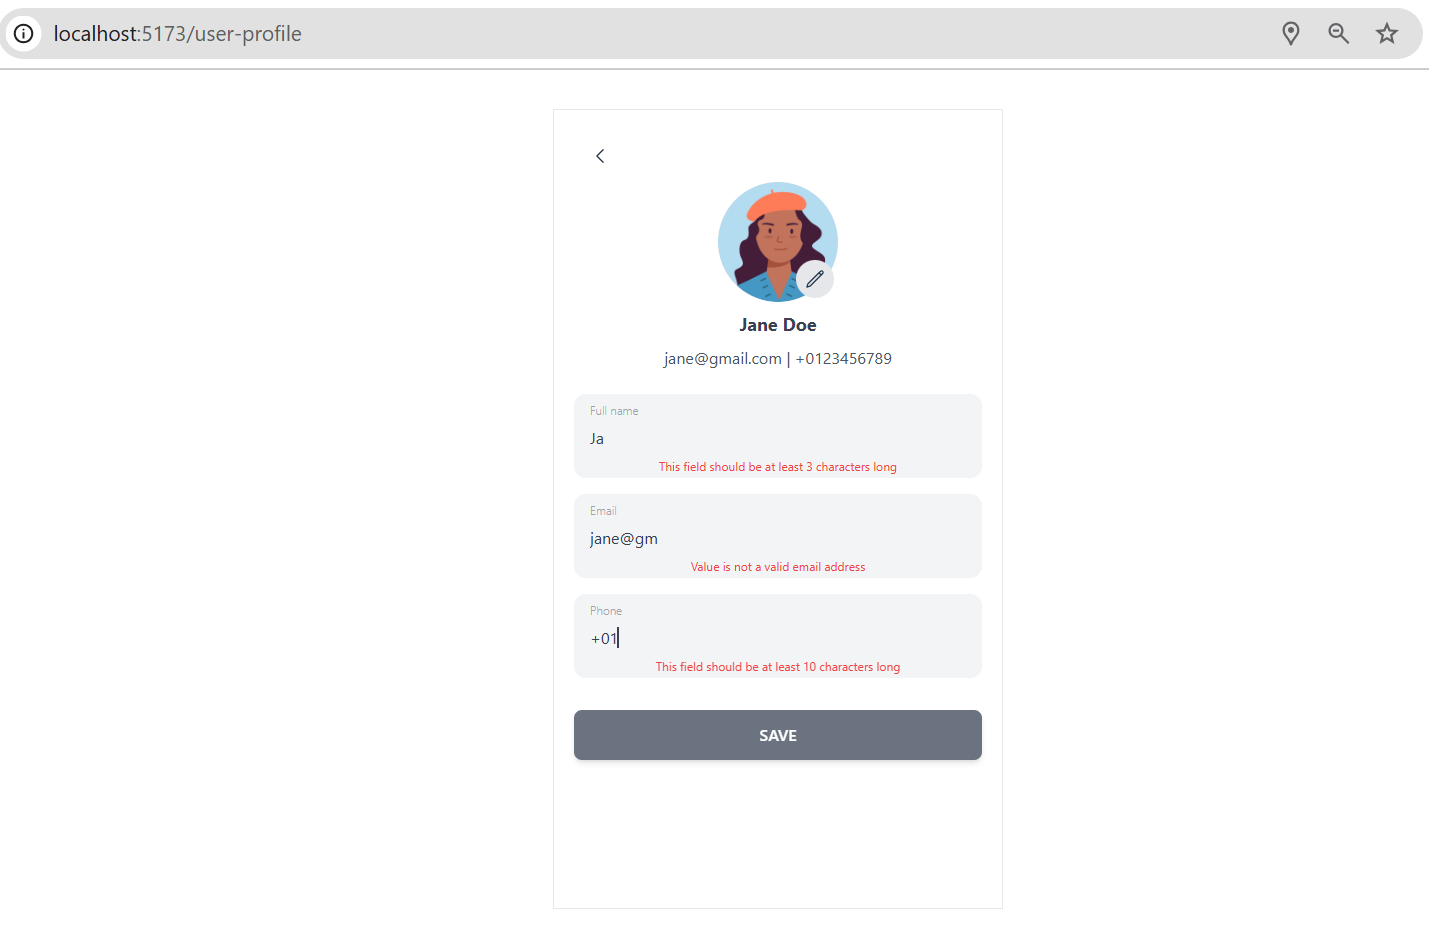 localhost:5173/user-profile
Jane Doe
jane@gmail.com | +0123456789
Full name
Ja
This field should be at least 3 characters long
Email
jane@gm
Value is not a valid email address
Phone
+01
This field should be at least 10 characters long
SAVE